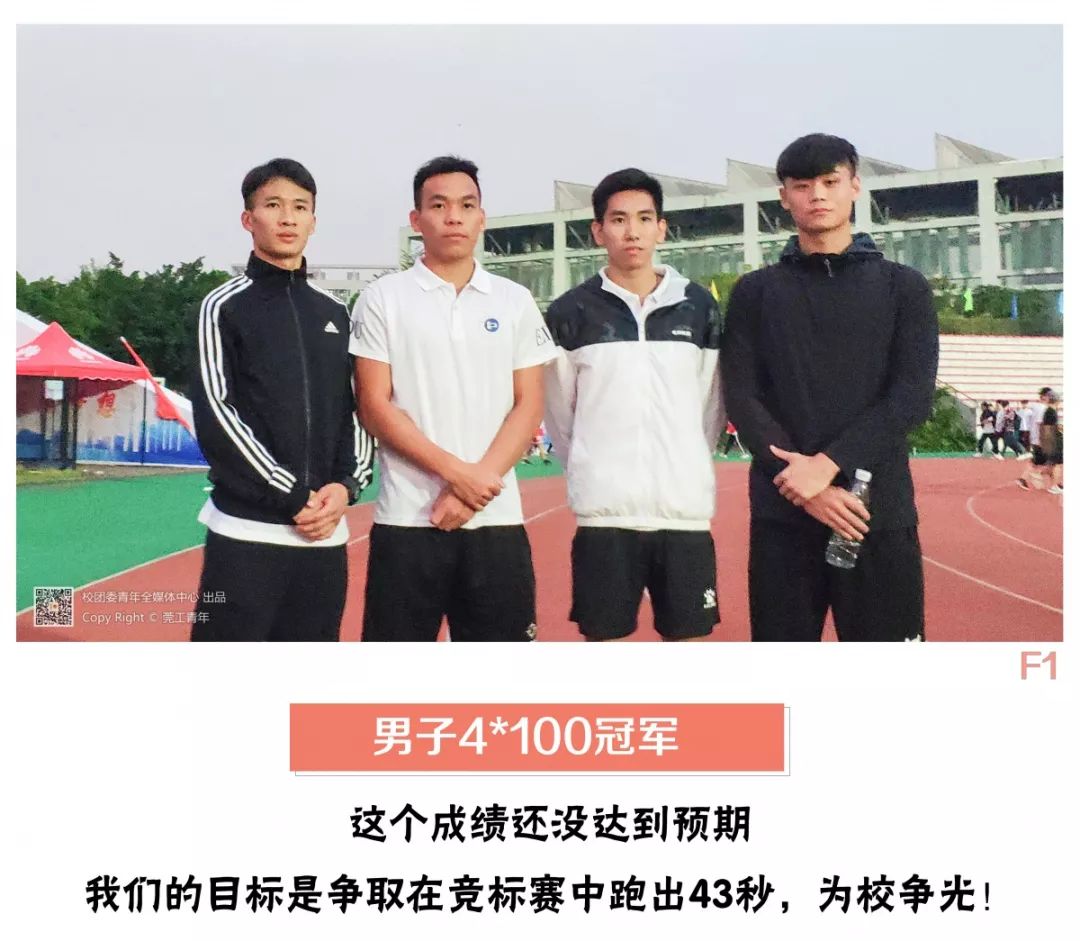 想
adidas
EX
校团委青年全媒体中心 出品
Copy Right © 莞工青年
F1
男子4*100冠军
这个成绩还没达到预期
我们的目标是争取在竞标赛中跑出43秒，为校争光！